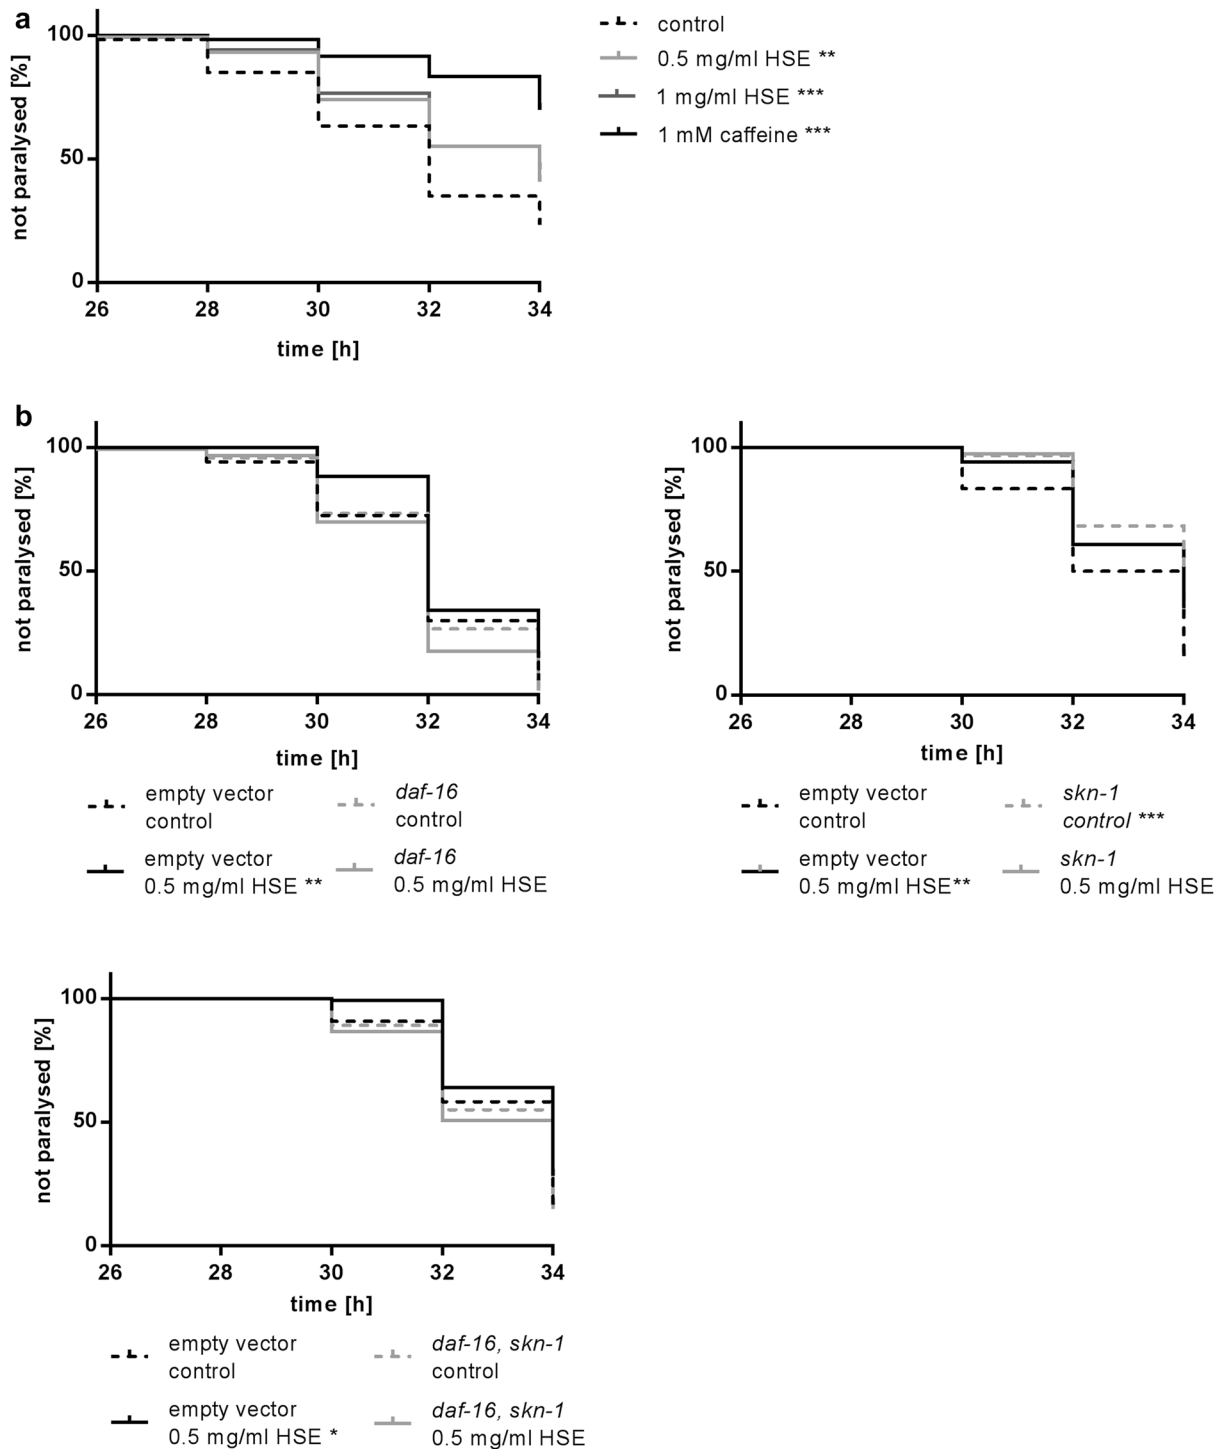 a
100
50
0
not paralysed [%]
26 28 30 32 34
time [h]
control
0.5 mg/ml HSE **
1 mg/ml HSE ***
1 mM caffeine ***
b
100
50
0
not paralysed [%]
26 28 30 32 34
time [h]
empty vector
control
daf-16
control
empty vector
0.5 mg/ml HSE **
daf-16
0.5 mg/ml HSE
100
50
0
not paralysed [%]
26 28 30 32 34
time [h]
empty vector
control
skn-1
control ***
empty vector
0.5 mg/ml HSE**
skn-1
0.5 mg/ml HSE
100
50
0
not paralysed [%]
26 28 30 32 34
time [h]
empty vector
control
daf-16, skn-1
control
empty vector
0.5 mg/ml HSE *
daf-16, skn-1
0.5 mg/ml HSE